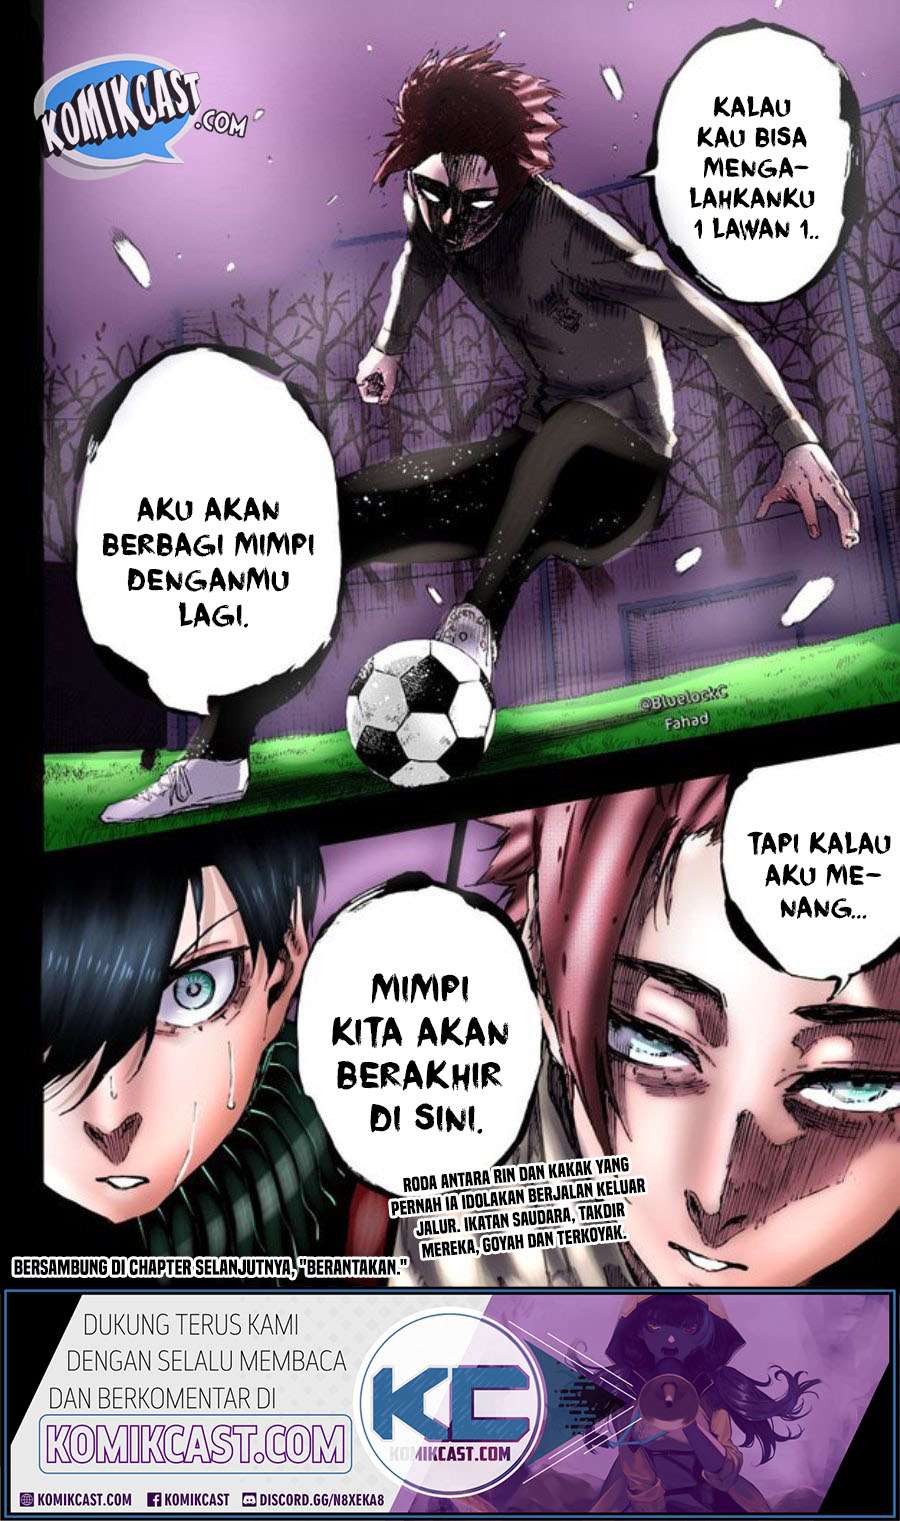 KOMIKCAST
.COM
KALAU
KAU BISA
MENGA-
LAHKANKU
1 LAWAN 1..
AKU AKAN
BERBAGI MIMPI
DENGANMU
LAGI.
@BluelockC
Fahad
TAPI KALAU
AKU ME-
NANG...
MIMPI
KITA AKAN
BERAKHIR
DI SINI.
RODA ANTARA RIN DAN KAKAK YANG
PERNAH IA IDOLAKAN BERJALAN KELUAR
JALUR. IKATAN SAUDARA, TAKDIR
MEREKA, GOYAH DAN TERKOYAK.
BERSAMBUNG DI CHAPTER SELANJUTNYA, "BERANTAKAN."
DUKUNG TERUS KAMI
DENGAN SELALU MEMBACA
DAN BERKOMENTAR DI
KOMIKCAST.COM
KC
KOMIKCAST.COM
KOMIKCAST.COM KOMIKCAST DISCORD.GG/N8XEKA8